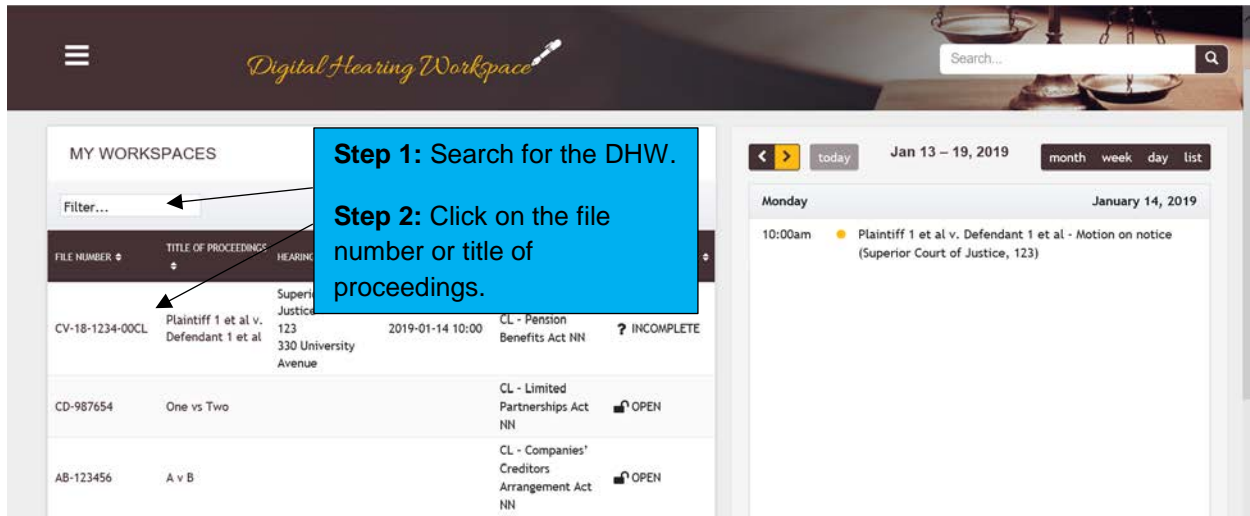 Digital Hearing Workspace
Search...
MY WORKSPACES
Filter...
Step 1: Search for the DHW.
Step 2: Click on the file
number or title of
proceedings.
FILE NUMBER
TITLE OF PROCEEDINGS
CV-18-1234-00CL
Plaintiff 1 et al v.
Defendant 1 et al
Justice
123
330 University
Avenue
2019-01-14 10:00
CL - Pension
Benefits Act NN
? INCOMPLETE
CD-987654
One vs Two
CL - Limited
Partnerships Act
NN
OPEN
AB-123456
A v B
CL - Companies'
Creditors
Arrangement Act
NN
OPEN
today
Jan 13 – 19, 2019
month week day list
Monday
January 14, 2019
10:00am
Plaintiff 1 et al v. Defendant 1 et al - Motion on notice
(Superior Court of Justice, 123)